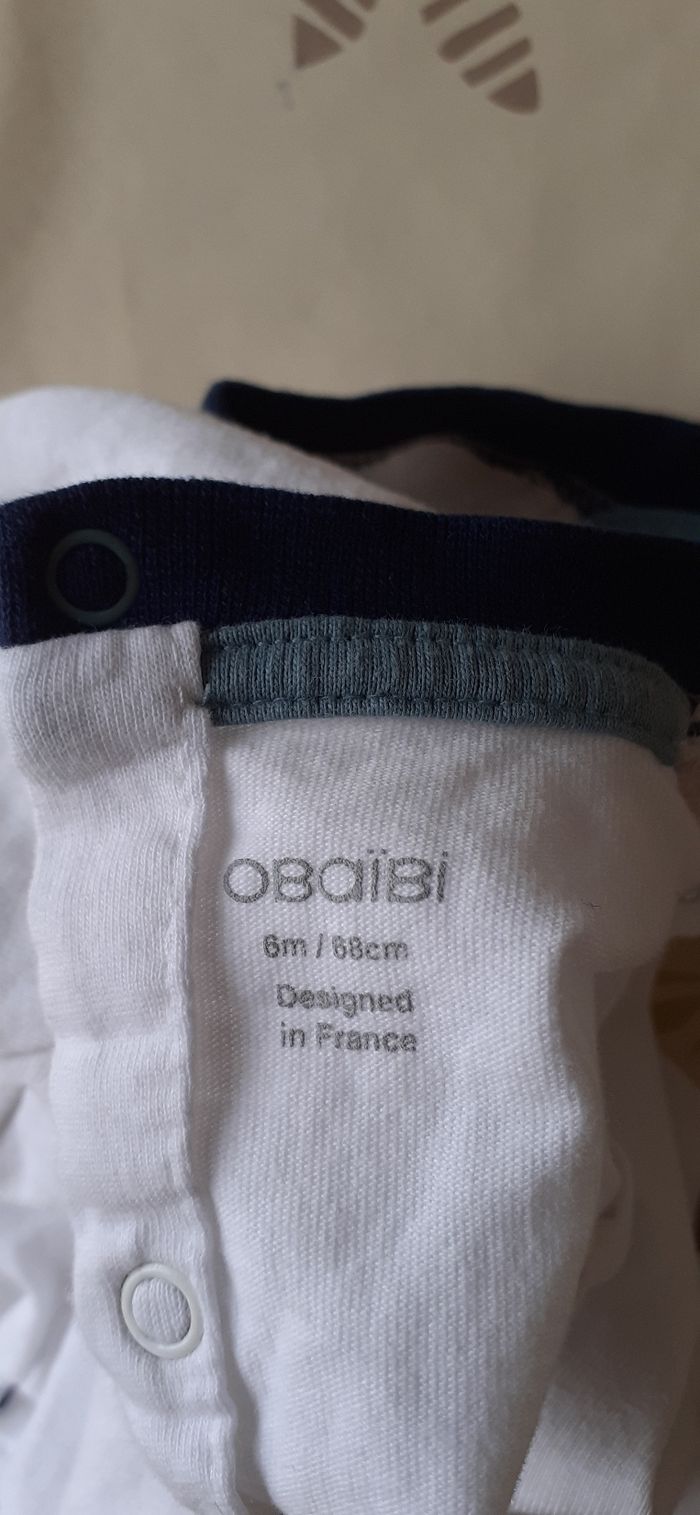 OBaïBi
6m / 68cm
Designed
in France